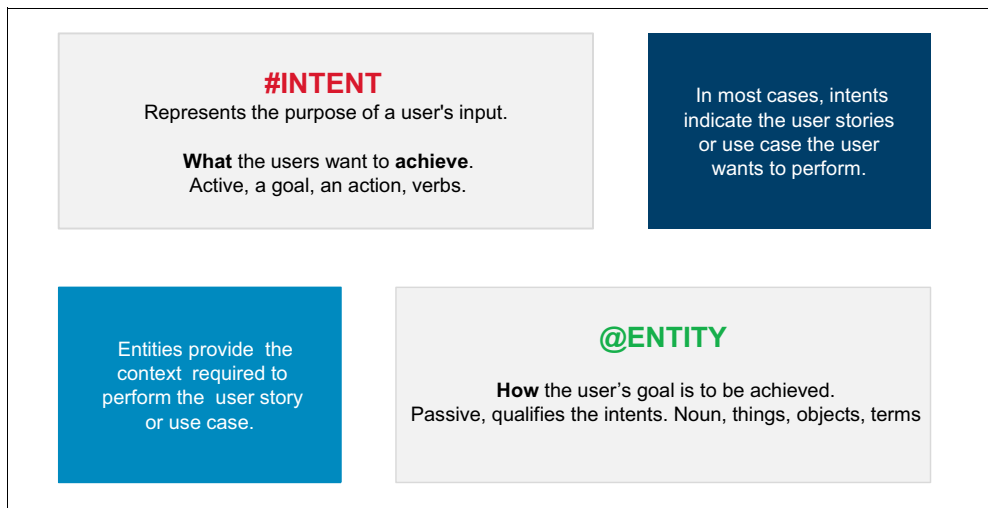 #INTENT
Represents the purpose of a user's input.
What the users want to achieve.
Active, a goal, an action, verbs.
In most cases, intents
indicate the user stories
or use case the user
wants to perform.
Entities provide the
context required to
perform the user story
or use case.
@ENTITY
How the user’s goal is to be achieved.
Passive, qualifies the intents. Noun, things, objects, terms